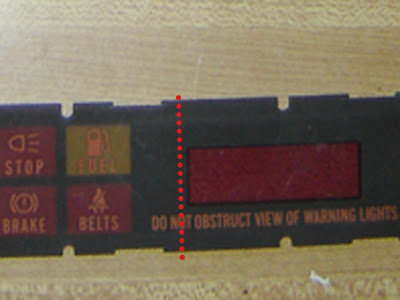 STOP
FUEL
BRAKE
BELTS
DO NOT OBSTRUCT VIEW OF WARNING LIGHTS